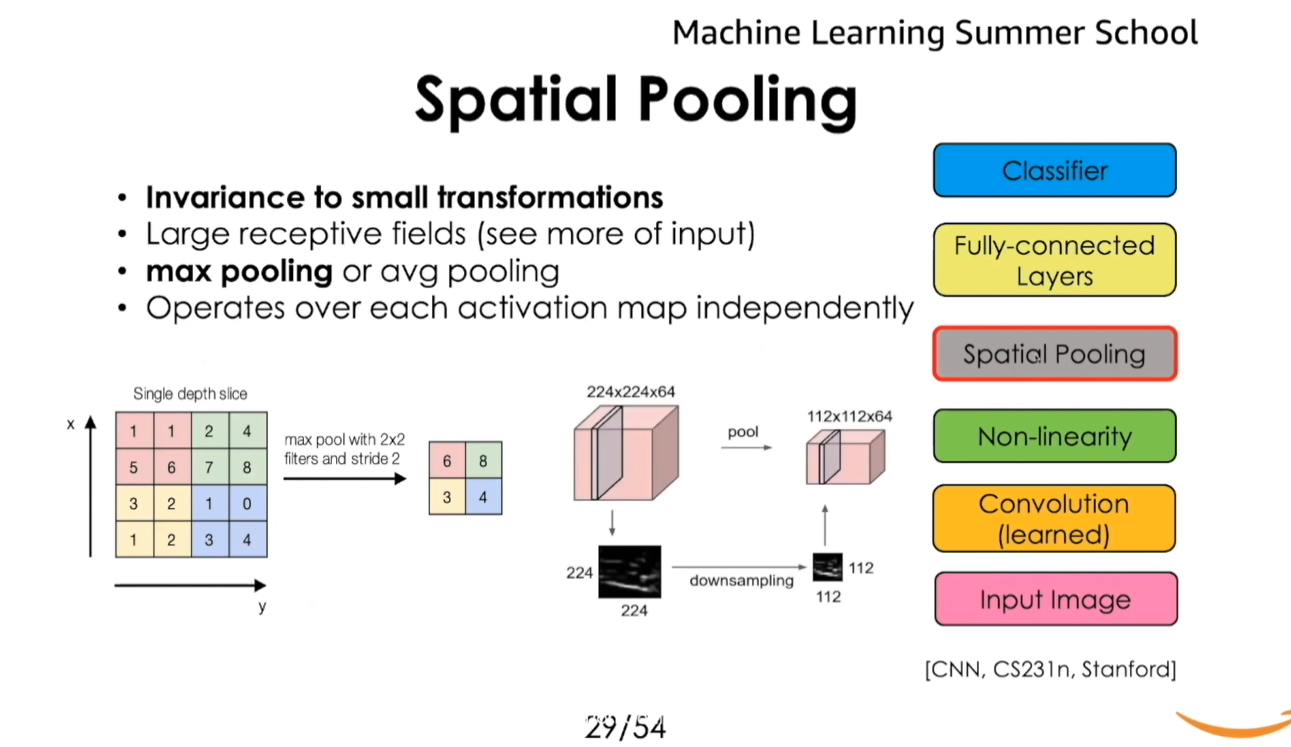 Machine Learning Summer School
Spatial Pooling
• Invariance to small transformations
• Large receptive fields (see more of input)
• max pooling or avg pooling
• Operates over each activation map independently
Classifier
Fully-connected
Layers
Spatial Pooling
Non-linearity
Convolution
(learned)
Input Image
[CNN, CS231n, Stanford]
Single depth slice
x
1 1 2 4
5 6 7 8
3 2 1 0
1 2 3 4
y
max pool with 2x2
filters and stride 2
6 8
3 4
224x224x64
pool
112x112x64
224
224
downsampling
112
112
29/54